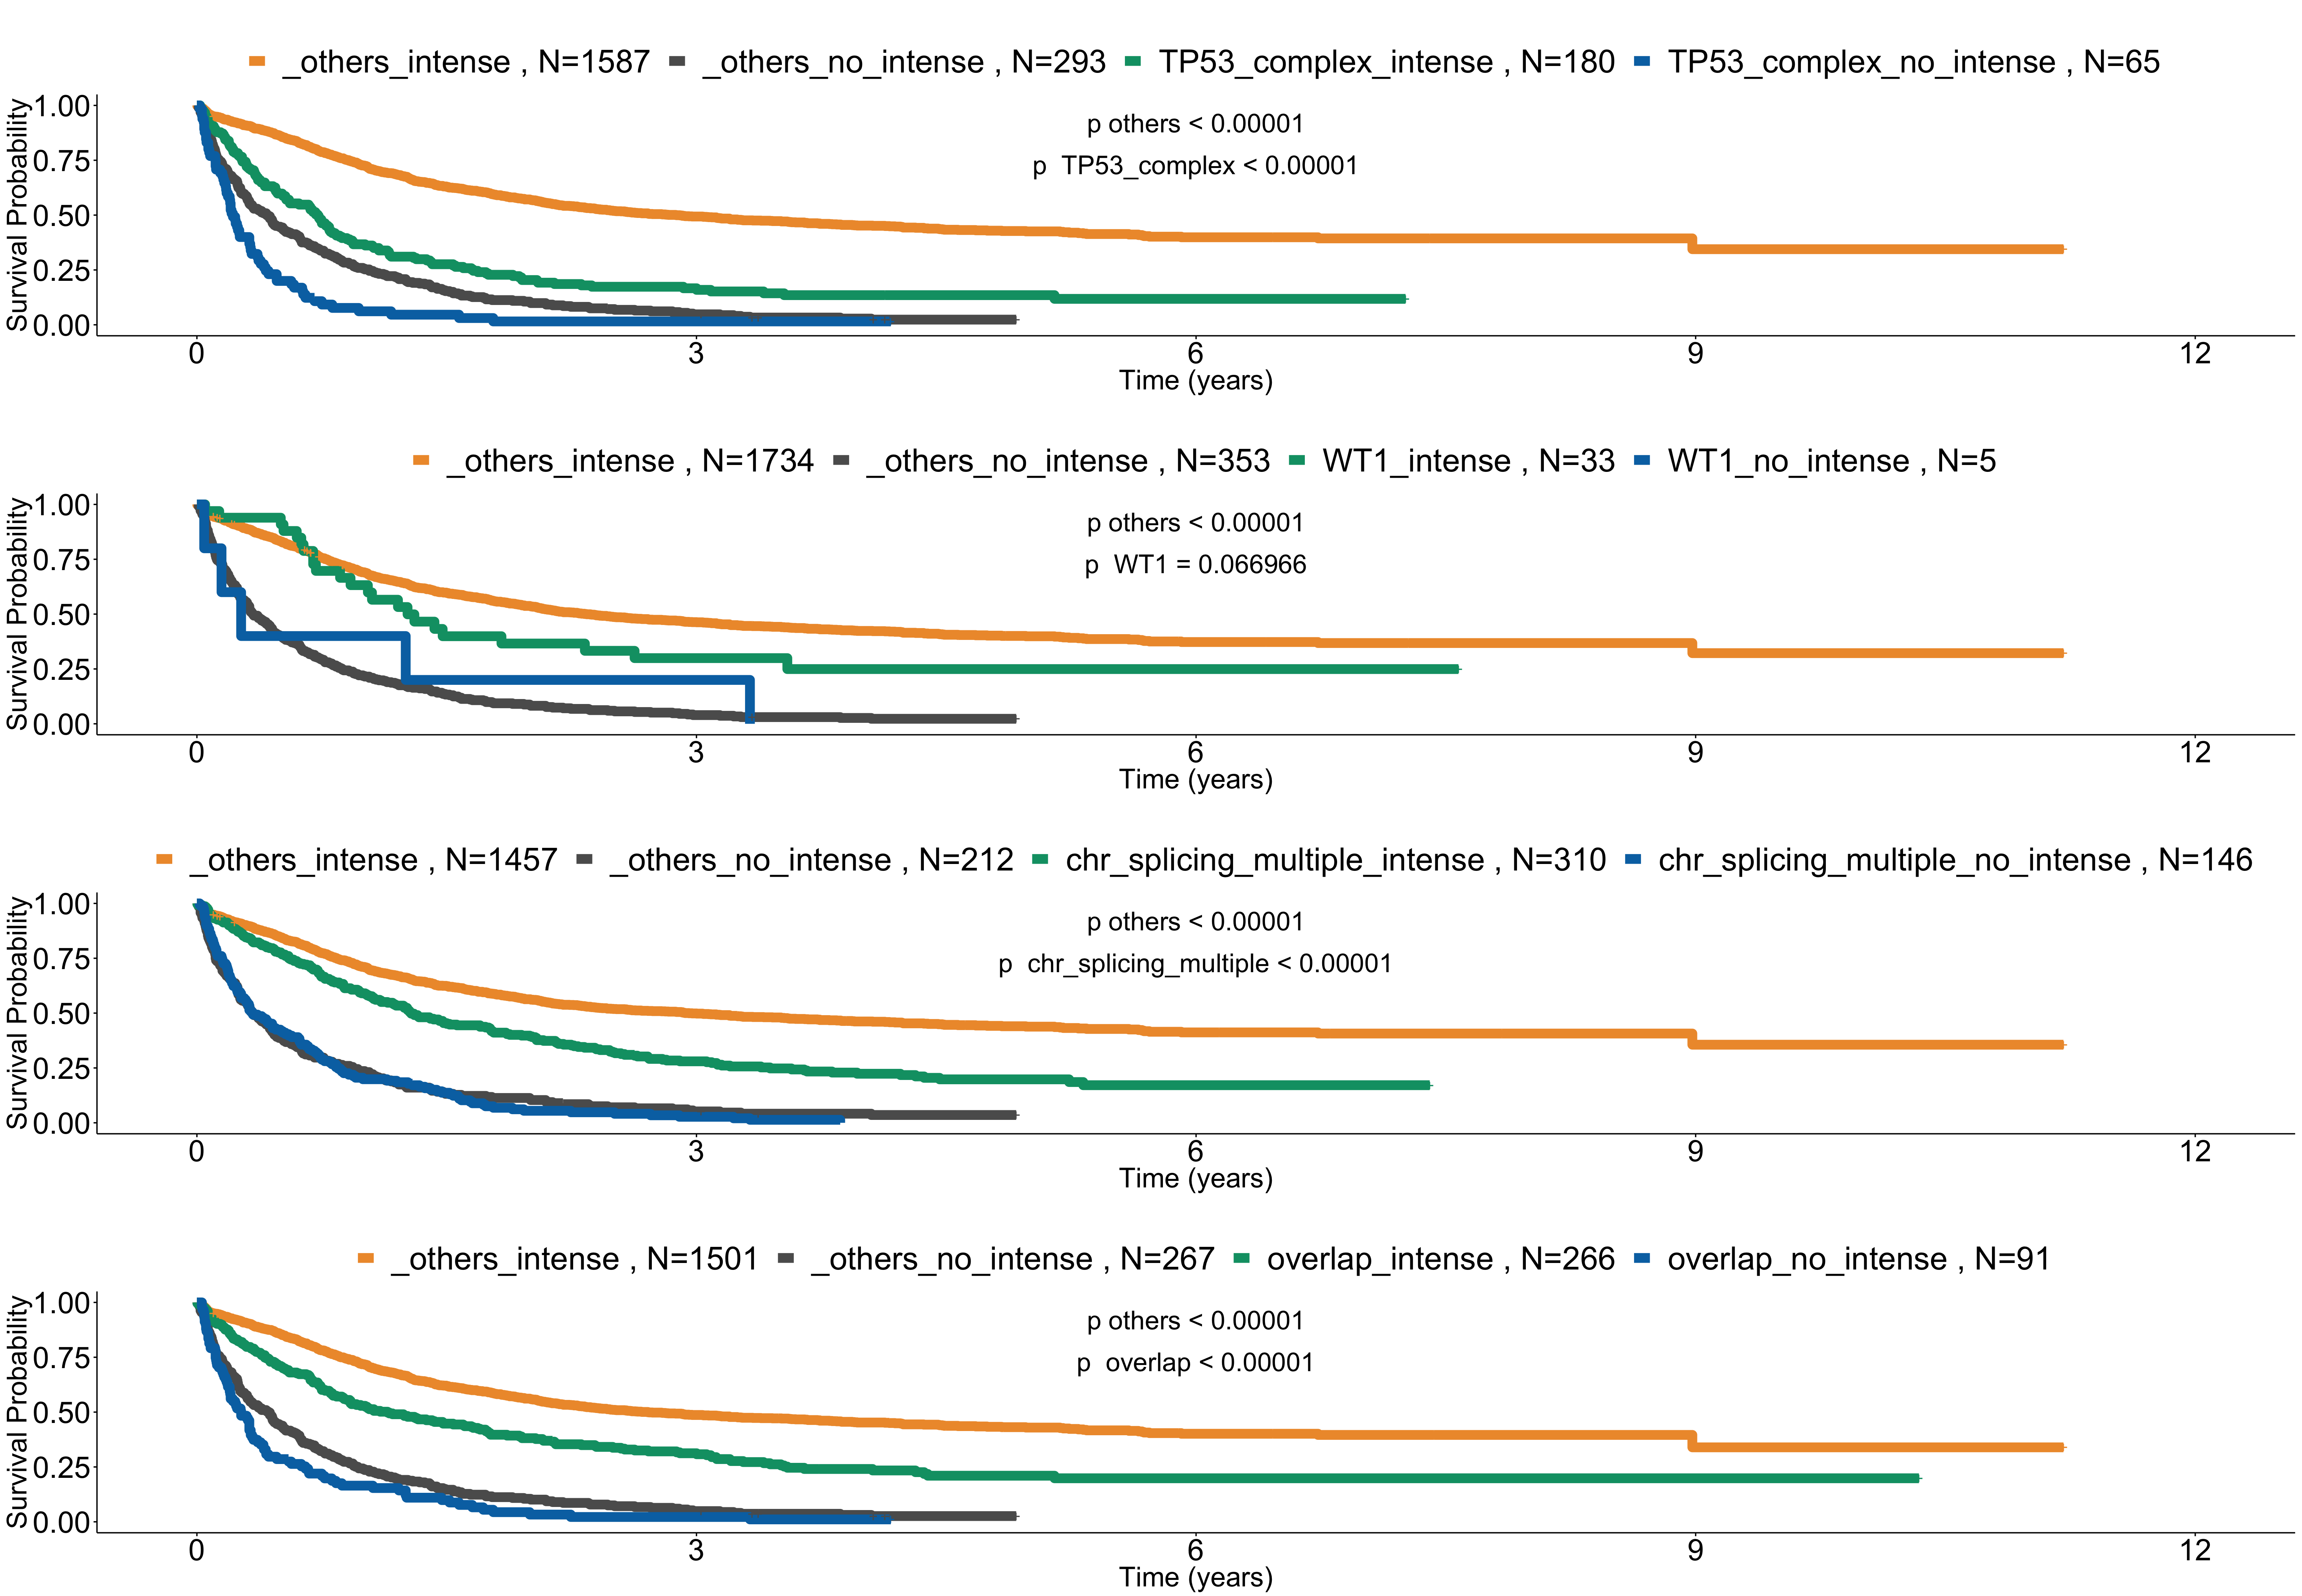 _others_intense , N=1587 _others_no_intense , N=293 TP53_complex_intense , N=180 TP53_complex_no_intense , N=65
Survival Probability
1.00
0.75
0.50
0.25
0.00
p others < 0.00001
p TP53_complex < 0.00001
0 3 6 9 12
Time (years)
_others_intense , N=1734 _others_no_intense , N=353 WT1_intense , N=33 WT1_no_intense , N=5
Survival Probability
1.00
0.75
0.50
0.25
0.00
p others < 0.00001
p WT1 = 0.066966
0 3 6 9 12
Time (years)
_others_intense , N=1457 _others_no_intense , N=212 chr_splicing_multiple_intense , N=310 chr_splicing_multiple_no_intense , N=146
Survival Probability
1.00
0.75
0.50
0.25
0.00
p others < 0.00001
p chr_splicing_multiple < 0.00001
0 3 6 9 12
Time (years)
_others_intense , N=1501 _others_no_intense , N=267 overlap_intense , N=266 overlap_no_intense , N=91
Survival Probability
1.00
0.75
0.50
0.25
0.00
p others < 0.00001
p overlap < 0.00001
0 3 6 9 12
Time (years)